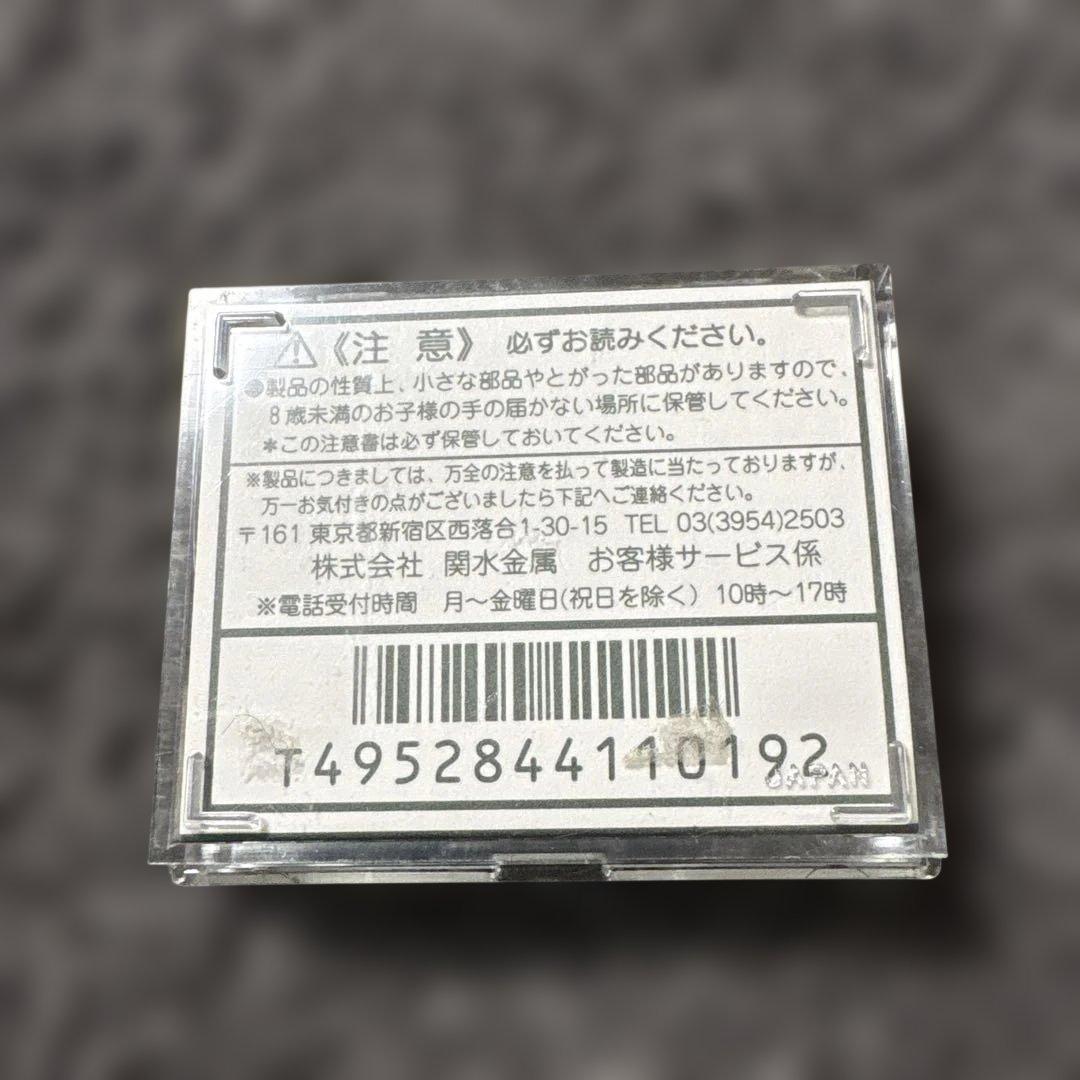 《注 意》 必ずお読みください。
●製品の性質上、小さな部品やとがった部品がありますので、
8歳未満のお子様の手の届かない場所に保管してください。
＊この注意書は必ず保管しておいてください。
※製品につきましては、万全の注意を払って製造に当たっておりますが、
万一お気付きの点がございましたら下記へご連絡ください。
〒161 東京都新宿区西落合1-30-15 TEL 03(3954)2503
株式会社 関水金属 お客様サービス係
※電話受付時間 月～金曜日(祝日を除く) 10時～17時
T4952844110192
JAPAN